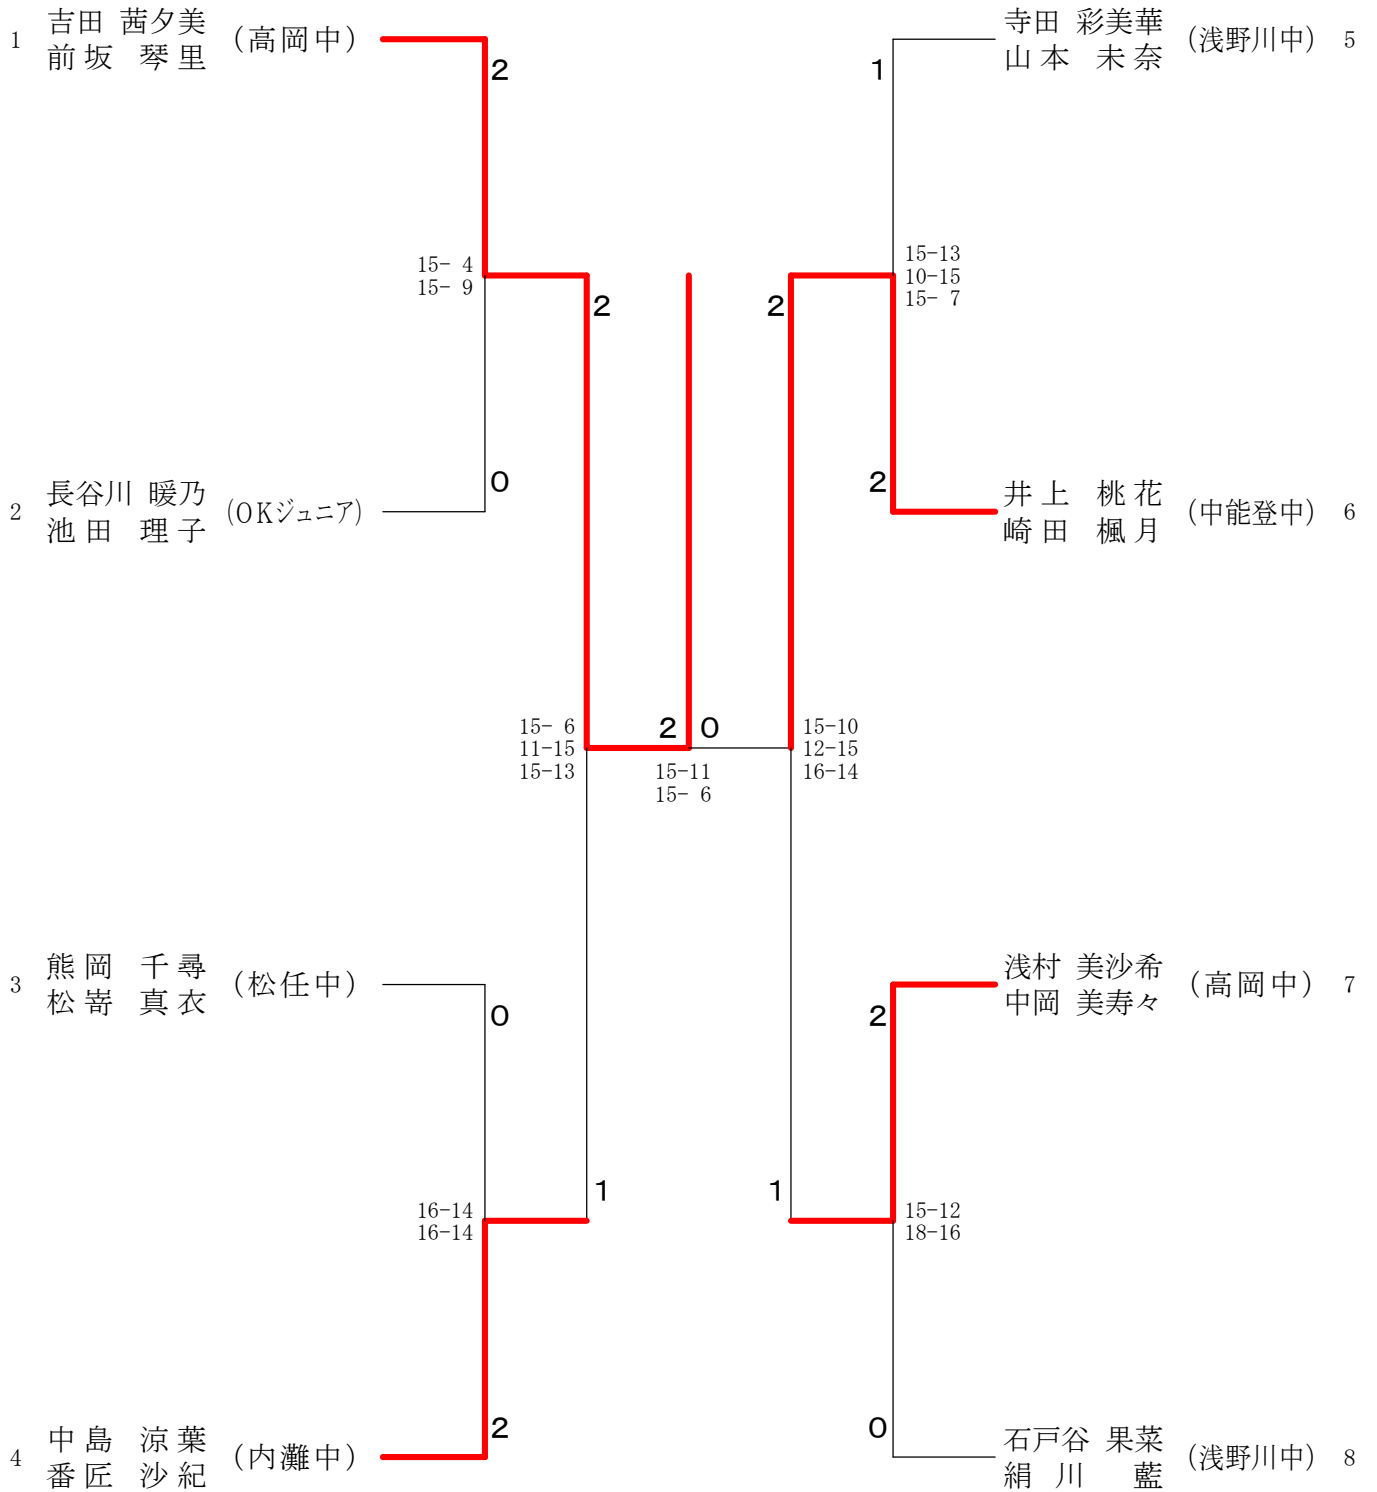 1 吉田 茜夕美
前坂 琴里 (高岡中)
2
15- 4
15- 9
2 長谷川 暖乃
池田 理子 (OKジュニア)
0
2
15- 6
11-15
15-13
3 熊岡 千尋
松嵜 真衣 (松任中)
0
16-14
16-14
1
4 中島 涼葉
番匠 沙紀 (内灘中)
2
2 0
15-11
15- 6
寺田 彩美華
山本 未奈 (浅野川中) 5
1
15-13
10-15
15- 7
2
井上 桃花
崎田 楓月 (中能登中) 6
2
15-10
12-15
16-14
浅村 美沙希
中岡 美寿々 (高岡中) 7
2
15-12
18-16
1
石戸谷 果菜
絹川 藍 (浅野川中) 8
0